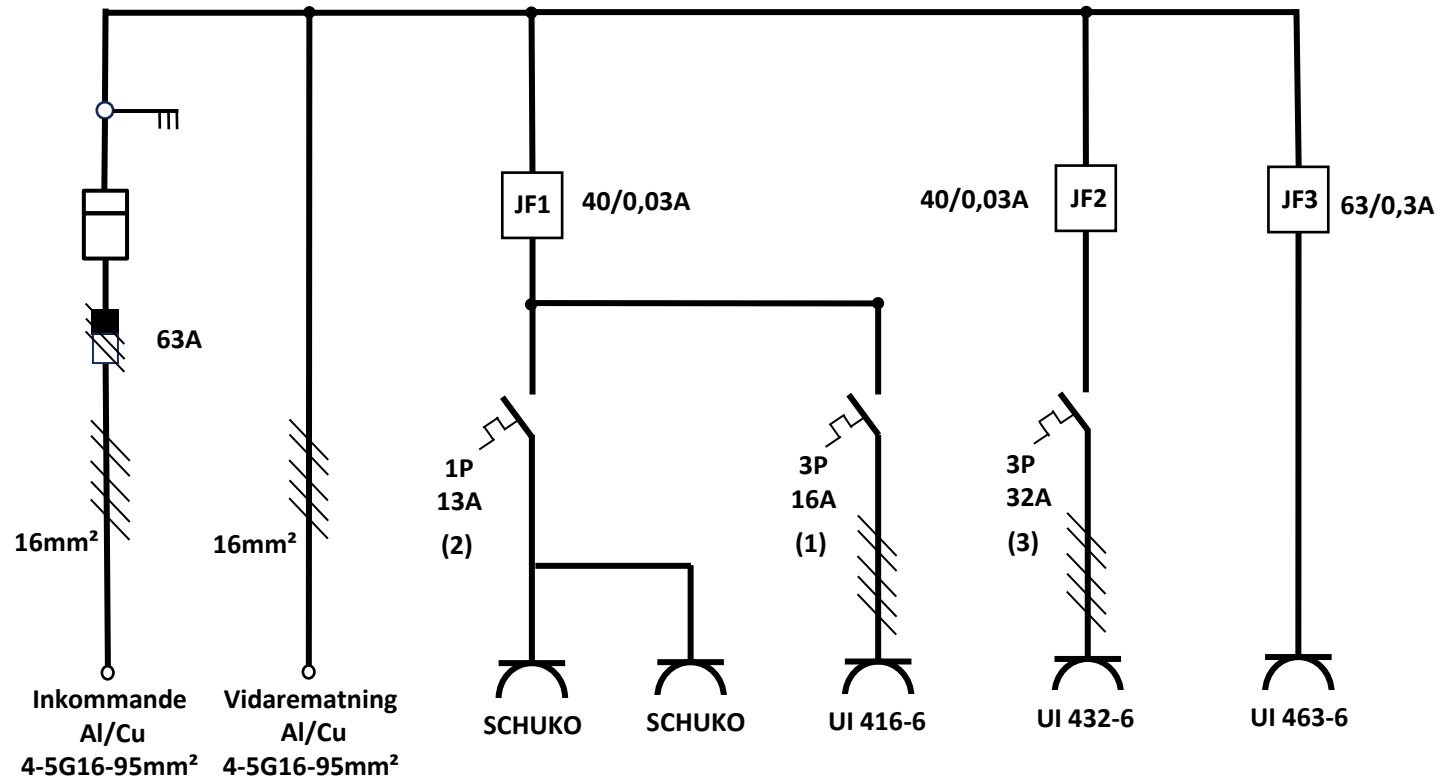 JF1
40/0,03A
40/0,03A
JF2
JF3
63/0,3A
63A
1P
13A
(2)
3P
16A
(1)
3P
32A
(3)
16mm²
16mm²
Inkommande
Al/Cu
4-5G16-95mm²
Vidarematning
Al/Cu
4-5G16-95mm²
SCHUKO
SCHUKO
UI 416-6
UI 432-6
UI 463-6